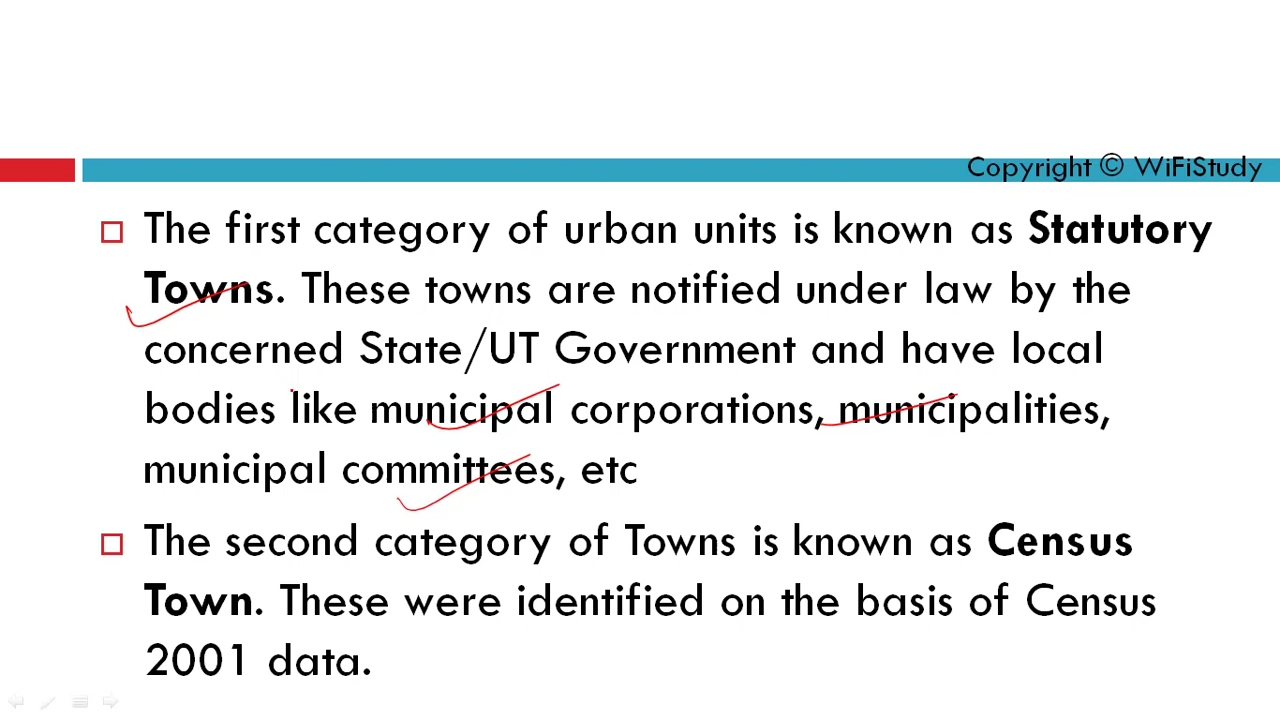 Copyright © WiFiStudy
The first category of urban units is known as Statutory
Towns. These towns are notified under law by the
concerned State/UT Government and have local
bodies like municipal corporations, municipalities,
municipal committees, etc
The second category of Towns is known as Census
Town. These were identified on the basis of Census
2001 data.